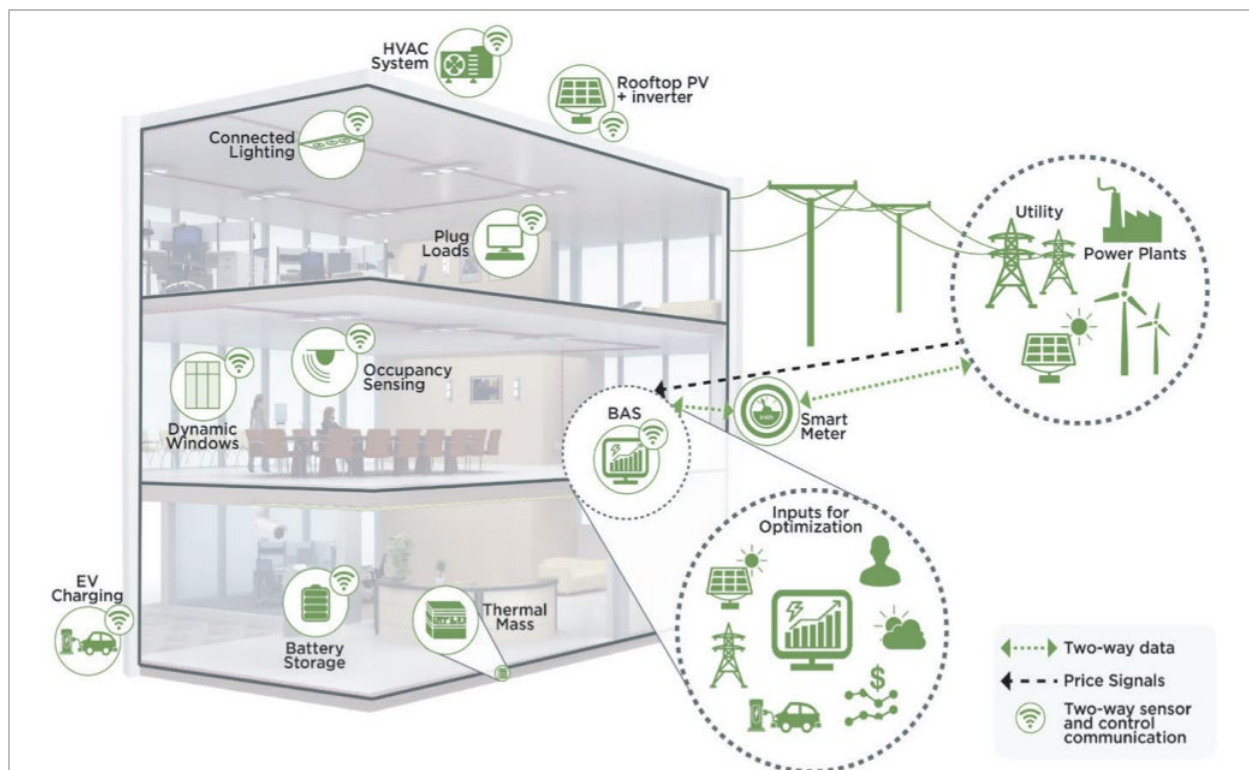 HVAC
System
Rooftop PV
+ inverter
Connected
Lighting
Plug
Loads
Utility
Power Plants
Occupancy
Sensing
Dynamic
Windows
BAS
Smart
Meter
Inputs for
Optimization
EV
Charging
Battery
Storage
Thermal
Mass
$
Two-way data
Price Signals
Two-way sensor
and control
communication